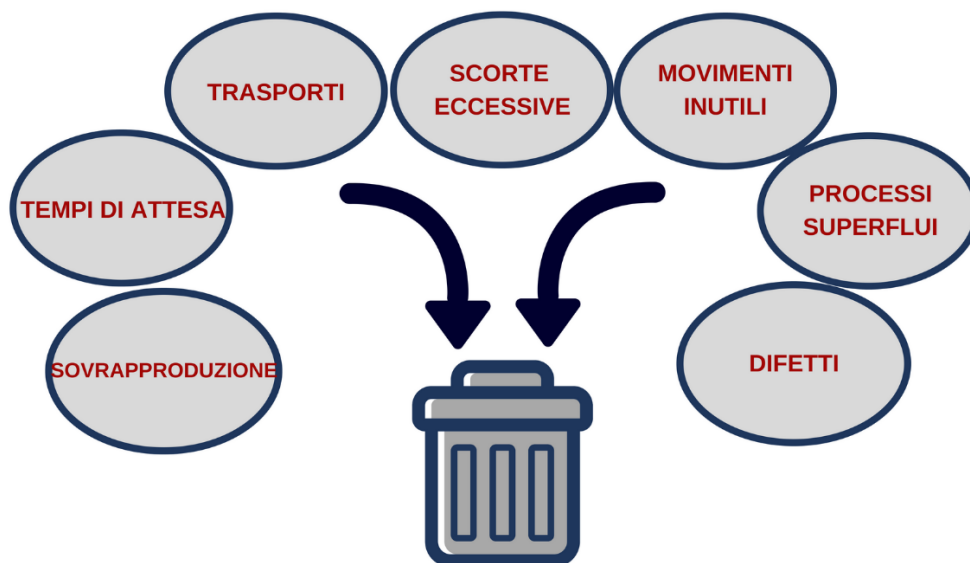 TRASPORTI
SCORTE
ECCESSIVE
MOVIMENTI
INUTILI
TEMPI DI ATTESA
PROCESSI
SUPERFLUI
SOVRAPPRODUZIONE
DIFETTI